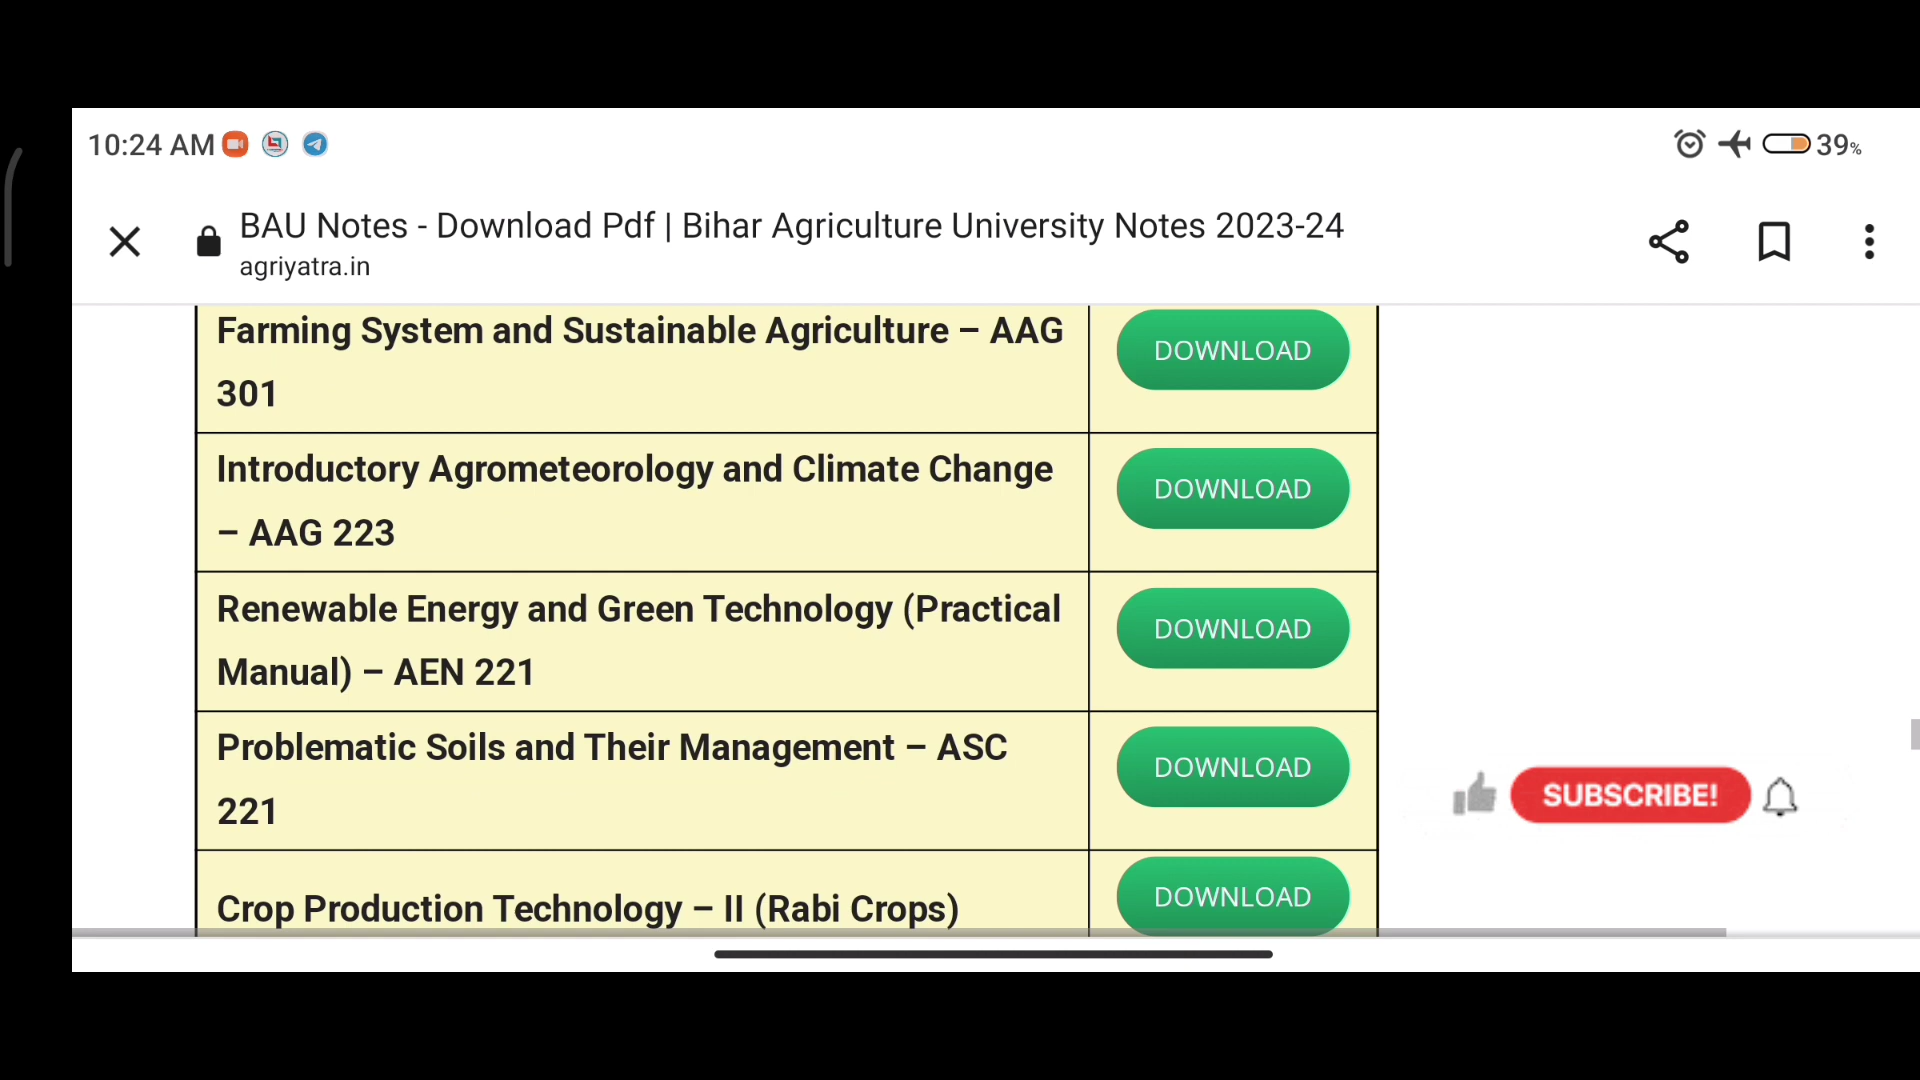 10:24 AM
39%
BAU Notes - Download Pdf | Bihar Agriculture University Notes 2023-24
agriyatra.in
Farming System and Sustainable Agriculture – AAG
301
DOWNLOAD
Introductory Agrometeorology and Climate Change
– AAG 223
DOWNLOAD
Renewable Energy and Green Technology (Practical
Manual) – AEN 221
DOWNLOAD
Problematic Soils and Their Management – ASC
221
DOWNLOAD
SUBSCRIBE!
Crop Production Technology – II (Rabi Crops)
DOWNLOAD